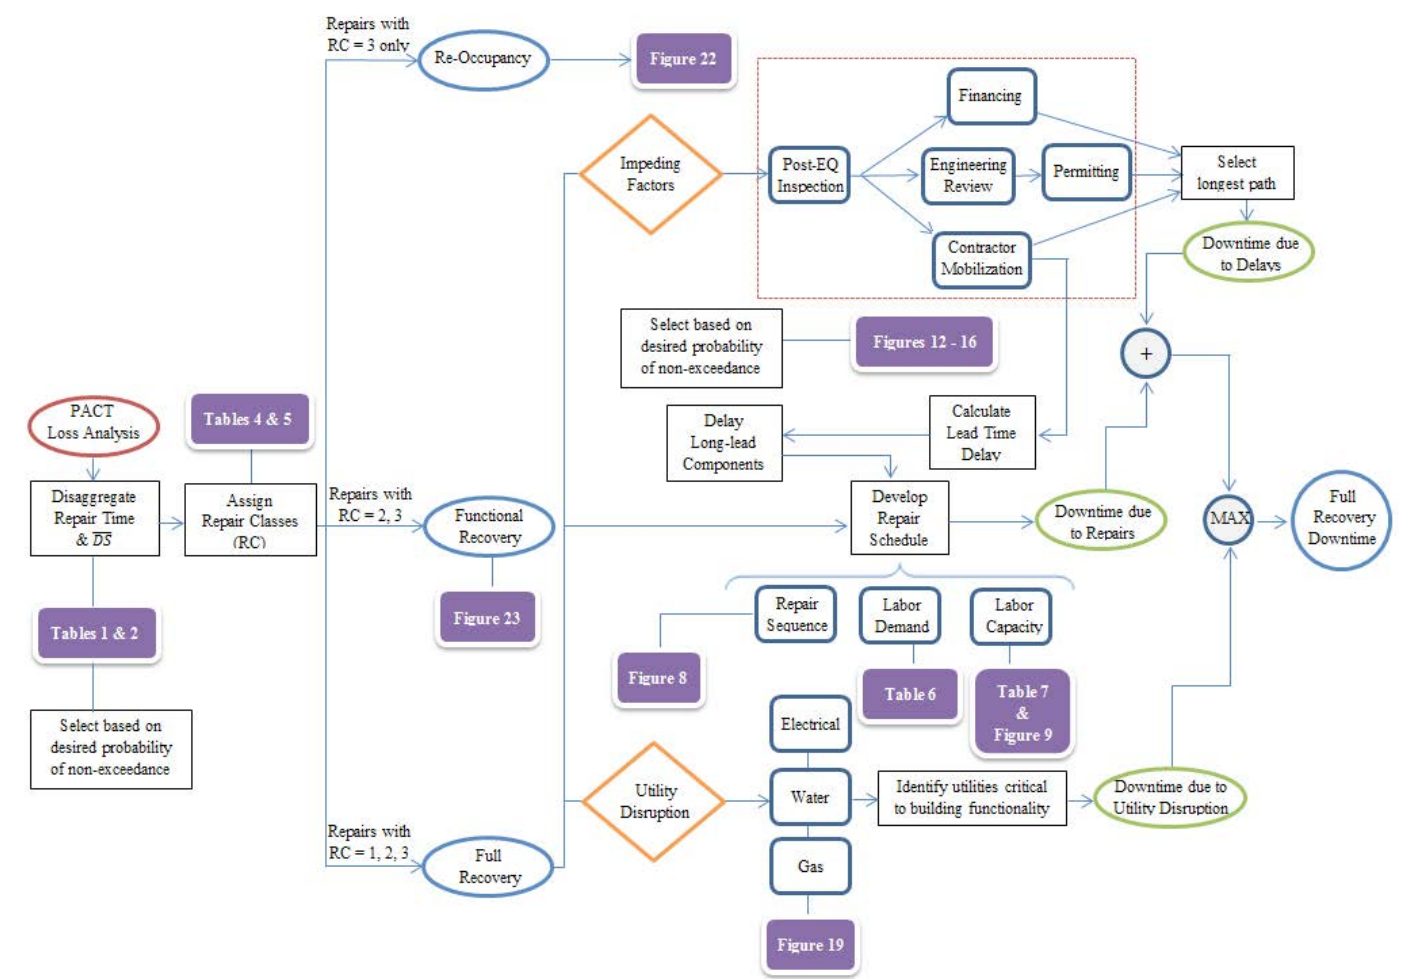 Repairs with
RC = 3 only
Re-Occupancy
Figure 22
Impeding
Factors
Post-EQ
Inspection
Financing
Engineering
Review
Permitting
Contractor
Mobilization
Select
longest path
Downtime due
to Delays
+
Select based on
desired probability
of non-exceedance
Figures 12 - 16
Calculate
Lead Time
Delay
Delay
Long-lead
Components
PACT
Loss Analysis
Tables 4 & 5
Disaggregate
Repair Time
& D̅S̅
Assign
Repair Classes
(RC)
Repairs with
RC = 2, 3
Functional
Recovery
Figure 23
Develop
Repair
Schedule
Downtime due
to Repairs
MAX
Full
Recovery
Downtime
Tables 1 & 2
Select based on
desired probability
of non-exceedance
Repair
Sequence
Labor
Demand
Labor
Capacity
Figure 8
Table 6
Table 7
&
Figure 9
Repairs with
RC = 1, 2, 3
Full
Recovery
Utility
Disruption
Electrical
Water
Gas
Figure 19
Identify utilities critical
to building functionality
Downtime due to
Utility Disruption